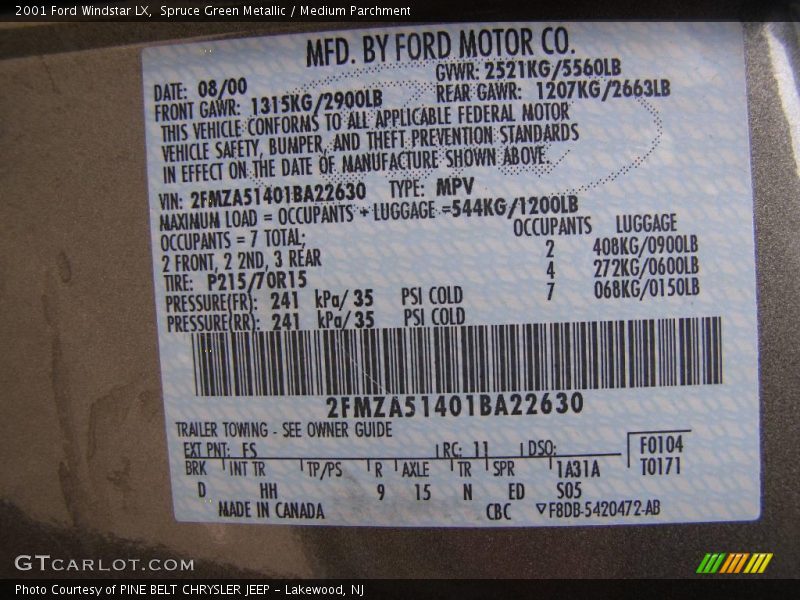 2001 Ford Windstar LX, Spruce Green Metallic / Medium Parchment
MFD. BY FORD MOTOR CO.
DATE: 08/00 GVWR: 2521KG/5560LB
FRONT GAWR: 1315KG/2900LB REAR GAWR: 1207KG/2663LB
THIS VEHICLE CONFORMS TO ALL APPLICABLE FEDERAL MOTOR
VEHICLE SAFETY, BUMPER, AND THEFT PREVENTION STANDARDS
IN EFFECT ON THE DATE OF MANUFACTURE SHOWN ABOVE.
VIN: 2FMZA51401BA22630 TYPE: MPV
MAXIMUM LOAD = OCCUPANTS + LUGGAGE =544KG/1200LB
OCCUPANTS = 7 TOTAL; OCCUPANTS LUGGAGE
2 FRONT, 2 2ND, 3 REAR 2 408KG/0900LB
TIRE: P215/70R15 4 272KG/0600LB
PRESSURE(FR): 241 kPa/ 35 PSI COLD 7 068KG/0150LB
PRESSURE(RR): 241 kPa/ 35 PSI COLD
2FMZA51401BA22630
TRAILER TOWING - SEE OWNER GUIDE
EXT PNT: FS RC: 11 DSO: F0104
BRK INT TR TP/PS R AXLE TR SPR 1A31A T0171
D HH 9 15 N ED S05
MADE IN CANADA CBC ▽F8DB-5420472-AB
GTCARLOT.COM
Photo Courtesy of PINE BELT CHRYSLER JEEP - Lakewood, NJ